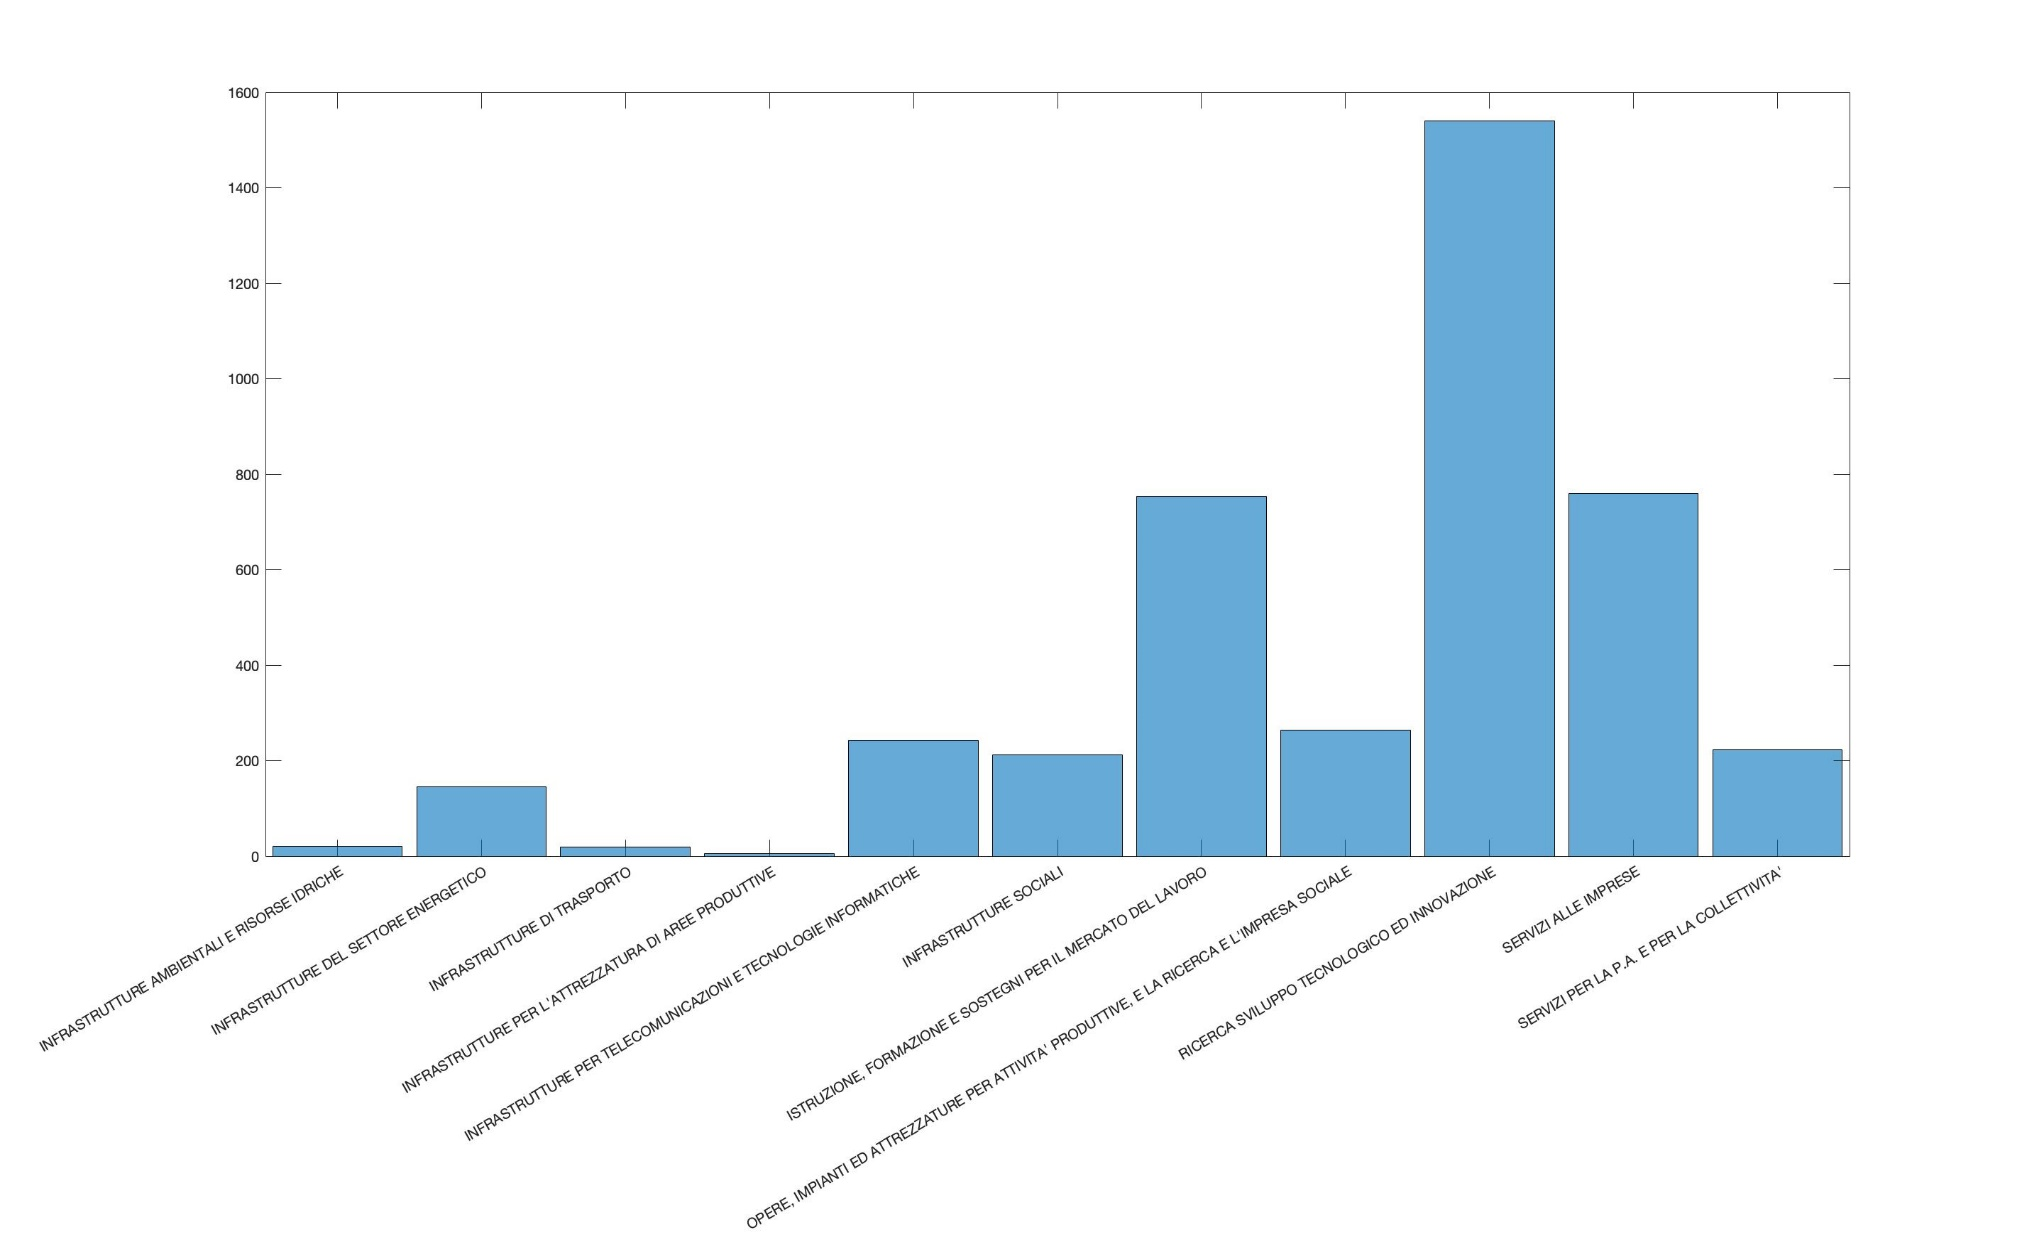 1600
1400
1200
1000
800
600
400
200
0
INFRASTRUTTURE AMBIENTALI E RISORSE IDRICHE
INFRASTRUTTURE DEL SETTORE ENERGETICO
INFRASTRUTTURE DI TRASPORTO
INFRASTRUTTURE PER L'ATTREZZATURA DI AREE PRODUTTIVE
INFRASTRUTTURE PER TELECOMUNICAZIONI E TECNOLOGIE INFORMATICHE
INFRASTRUTTURE SOCIALI
ISTRUZIONE, FORMAZIONE E SOSTEGNI PER IL MERCATO DEL LAVORO
OPERE, IMPIANTI ED ATTREZZATURE PER ATTIVITA' PRODUTTIVE, E LA RICERCA E L'IMPRESA SOCIALE
RICERCA SVILUPPO TECNOLOGICO ED INNOVAZIONE
SERVIZI ALLE IMPRESE
SERVIZI PER LA P.A. E PER LA COLLETTIVITA'